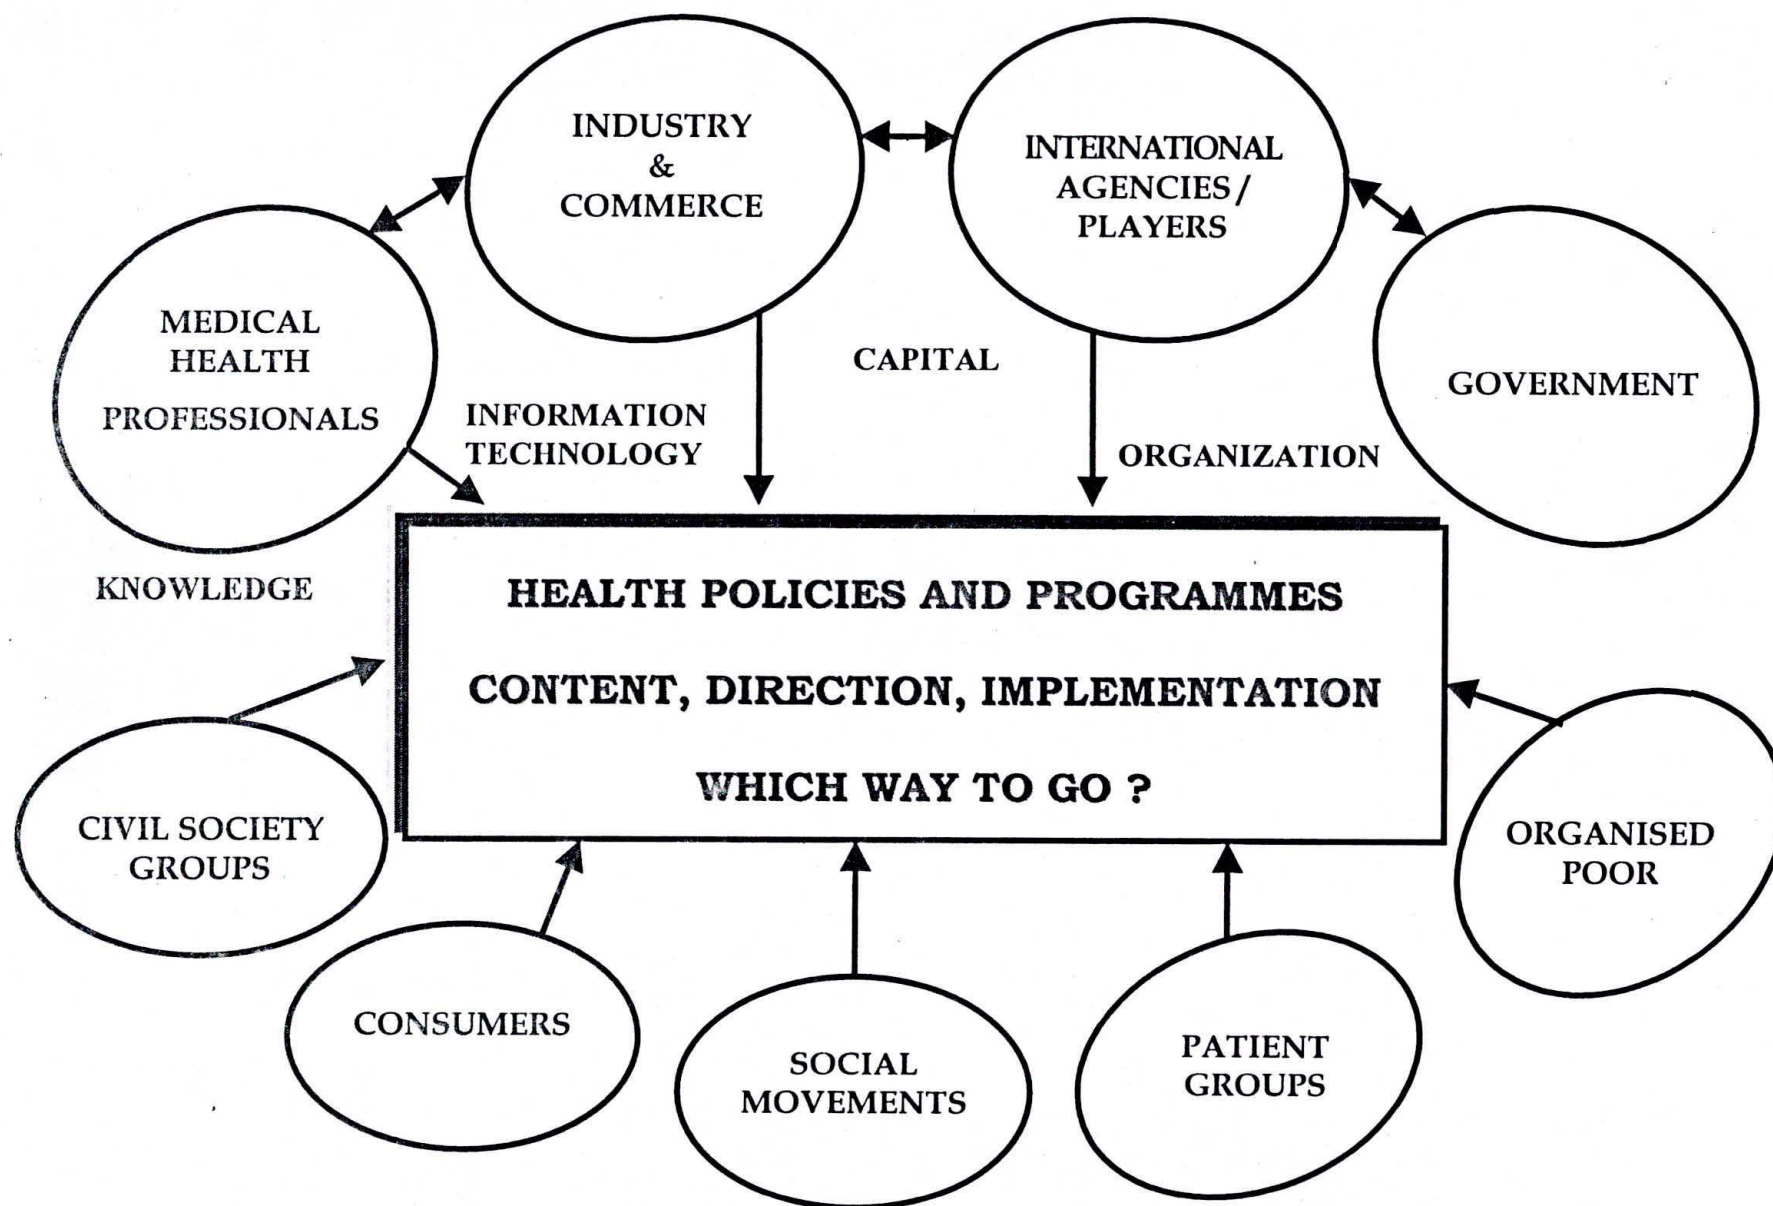 INDUSTRY
&
COMMERCE
INTERNATIONAL
AGENCIES/
PLAYERS
MEDICAL
HEALTH
PROFESSIONALS
GOVERNMENT
CAPITAL
INFORMATION
TECHNOLOGY
ORGANIZATION
KNOWLEDGE
HEALTH POLICIES AND PROGRAMMES
CONTENT, DIRECTION, IMPLEMENTATION
WHICH WAY TO GO ?
CIVIL SOCIETY
GROUPS
ORGANISED
POOR
CONSUMERS
SOCIAL
MOVEMENTS
PATIENT
GROUPS